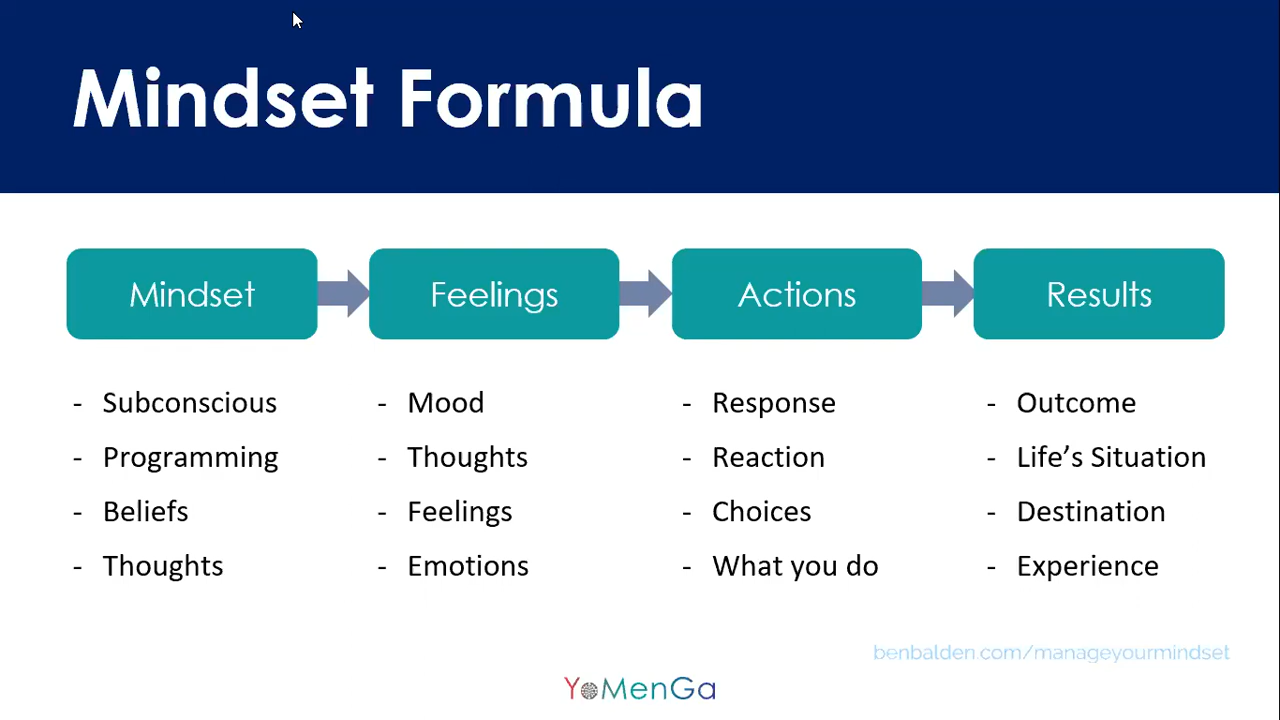 Mindset Formula
Mindset
Feelings
Actions
Results
- Subconscious
- Programming
- Beliefs
- Thoughts
- Mood
- Thoughts
- Feelings
- Emotions
- Response
- Reaction
- Choices
- What you do
- Outcome
- Life’s Situation
- Destination
- Experience
benbalden.com/manageyourmindset
YoMenGa